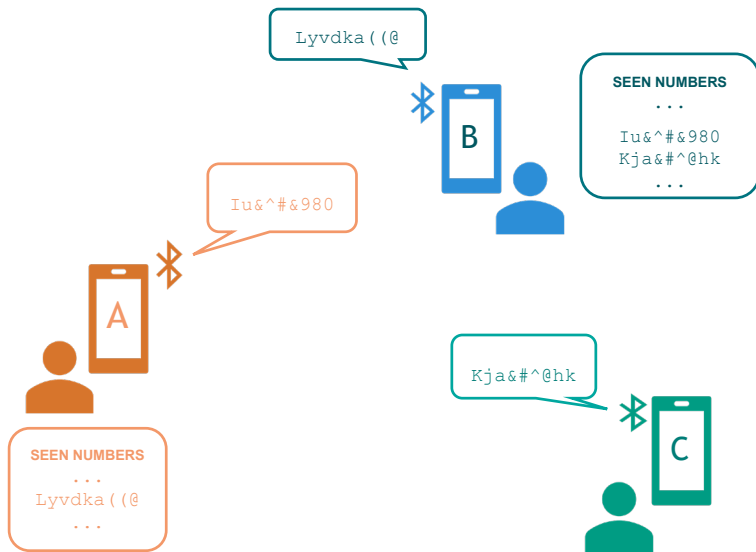 Lyvdka((@
B
SEEN NUMBERS
...
Iu&^#&980
Kja&#^@hk
...
Iu&^#&980
A
Kja&#^@hk
C
SEEN NUMBERS
...
Lyvdka((@
...